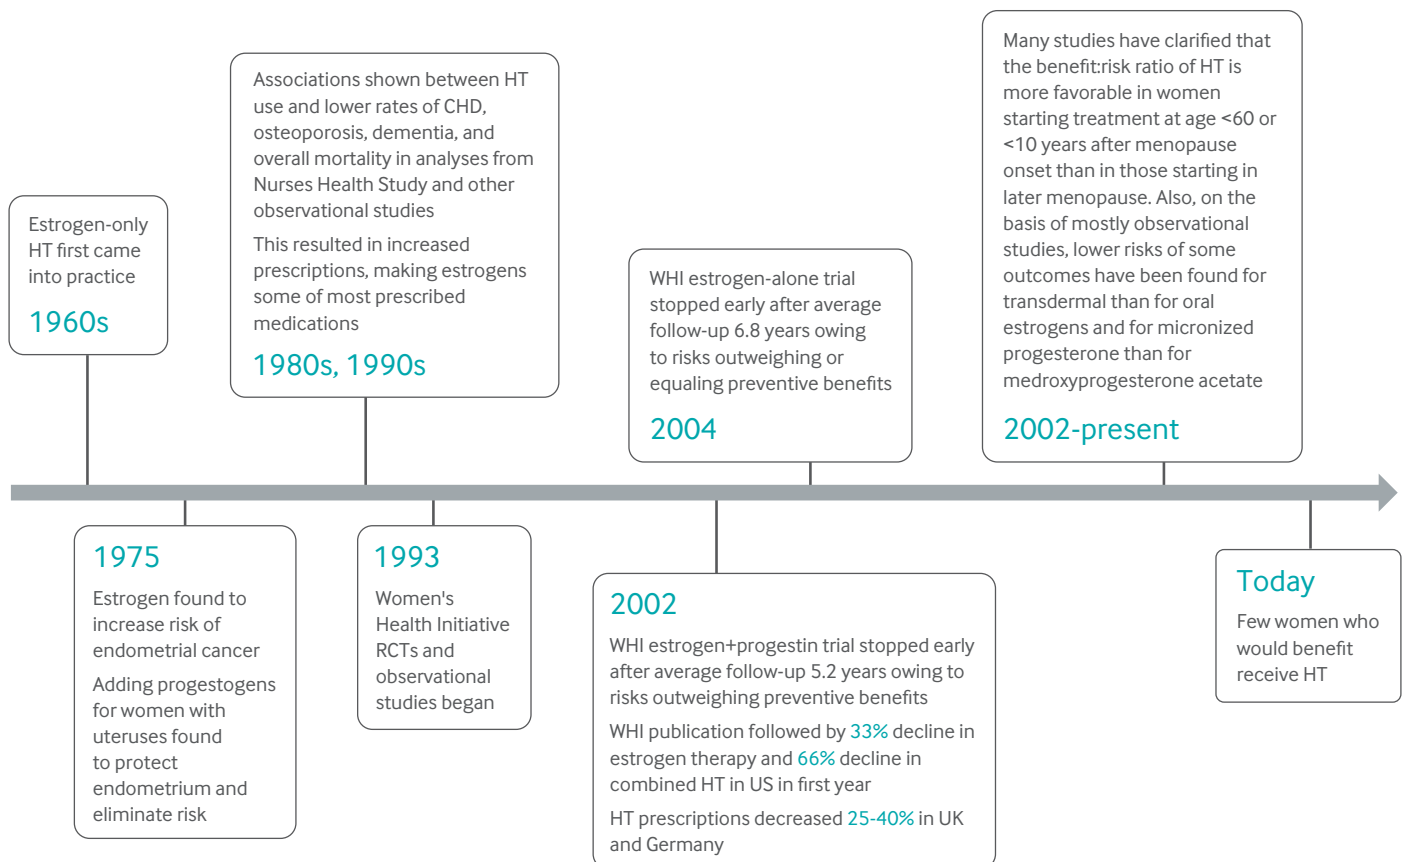 Estrogen-only
HT first came
into practice
1960s
1975
Estrogen found to
increase risk of
endometrial cancer
Adding progestogens
for women with
uteruses found
to protect
endometrium and
eliminate risk
Associations shown between HT
use and lower rates of CHD,
osteoporosis, dementia, and
overall mortality in analyses from
Nurses Health Study and other
observational studies
This resulted in increased
prescriptions, making estrogens
some of most prescribed
medications
1980s, 1990s
1993
Women's
Health Initiative
RCTs and
observational
studies began
2002
WHI estrogen+progestin trial stopped early
after average follow-up 5.2 years owing to
risks outweighing preventive benefits
WHI publication followed by 33% decline in
estrogen therapy and 66% decline in
combined HT in US in first year
HT prescriptions decreased 25-40% in UK
and Germany
WHI estrogen-alone trial
stopped early after average
follow-up 6.8 years owing
to risks outweighing or
equaling preventive benefits
2004
Many studies have clarified that
the benefit:risk ratio of HT is
more favorable in women
starting treatment at age <60 or
<10 years after menopause
onset than in those starting in
later menopause. Also, on the
basis of mostly observational
studies, lower risks of some
outcomes have been found for
transdermal than for oral
estrogens and for micronized
progesterone than for
medroxyprogesterone acetate
2002-present
Today
Few women who
would benefit
receive HT